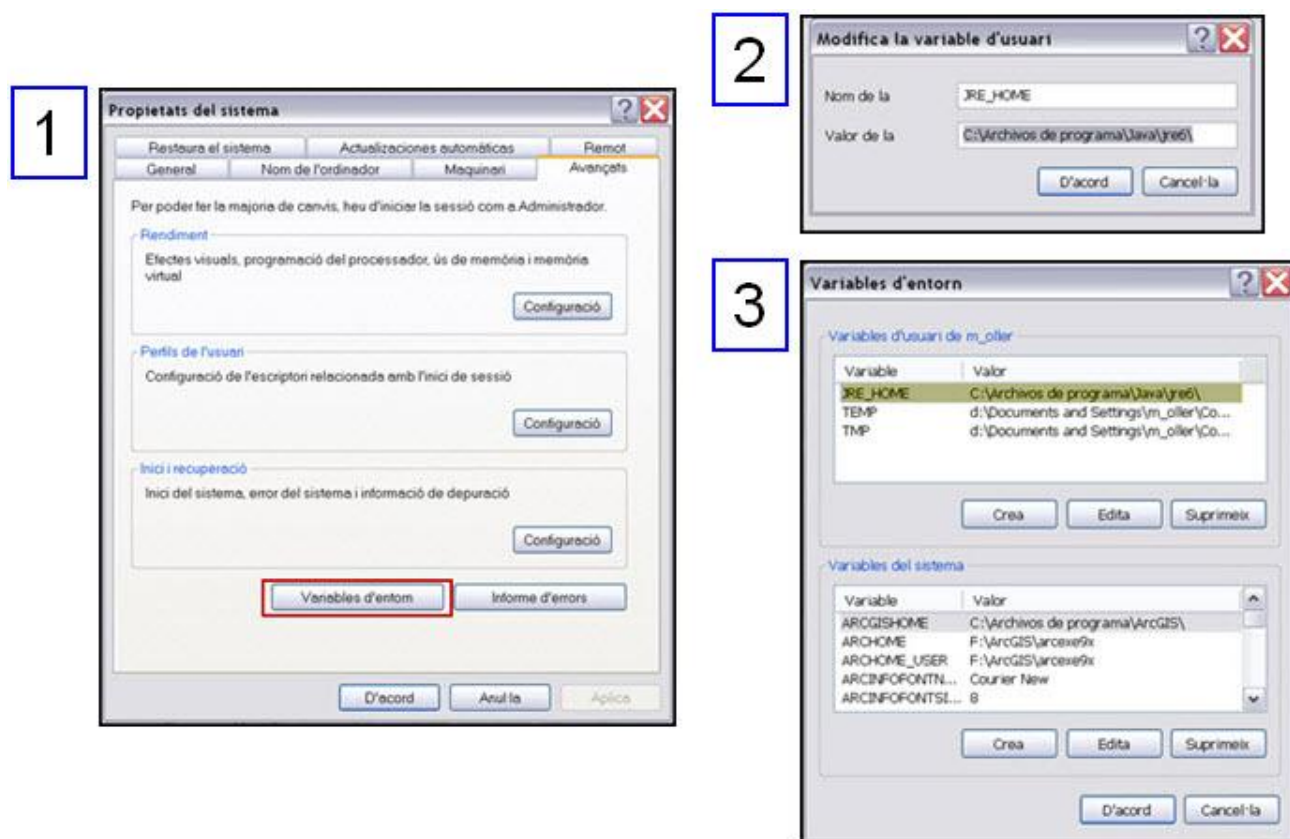 1
Propietats del sistema
Restaura el sistema
Actualizaciones automáticas
Remot
General
Nom de l'ordinador
Maquinari
Avançats
Per poder fer la majoria de canvis, heu d'iniciar la sessió com a Administrador.
Rendiment
Efectes visuals, programació del processador, ús de memòria i memòria
virtual
Configuració
Perfils de l'usuari
Configuració de l'escriptori relacionada amb l'inici de sessió
Configuració
Inici i recuperació
Inici del sistema, error del sistema i informació de depuració
Configuració
Variables d'entorn
Informe d'errors
D'acord
Anul·la
Aplica
2
Modifica la variable d'usuari
Nom de la
JRE_HOME
Valor de la
C:\Archivos de programa\Java\jre6\
D'acord
Cancel·la
3
Variables d'entorn
Variables d'usuari de m_oller
Variable Valor
JRE_HOME C:\Archivos de programa\Java\jre6\
TEMP d:\Documents and Settings\m_oller\Co...
TMP d:\Documents and Settings\m_oller\Co...
Crea
Edita
Suprimeix
Variables del sistema
Variable Valor
ARCGISHOME C:\Archivos de programa\ArcGIS\
ARCHOME F:\ArcGIS\arcexe9x
ARCHOME_USER F:\ArcGIS\arcexe9x
ARCINFOFONTN... Courier New
ARCINFOFONTSI... 8
Crea
Edita
Suprimeix
D'acord
Cancel·la